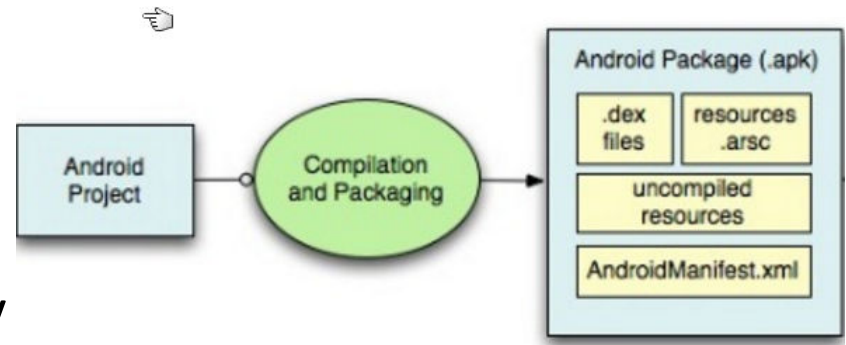 Android
Project
Compilation
and Packaging
Android Package (.apk)
.dex
files
resources
.arsc
uncompiled
resources
AndroidManifest.xml